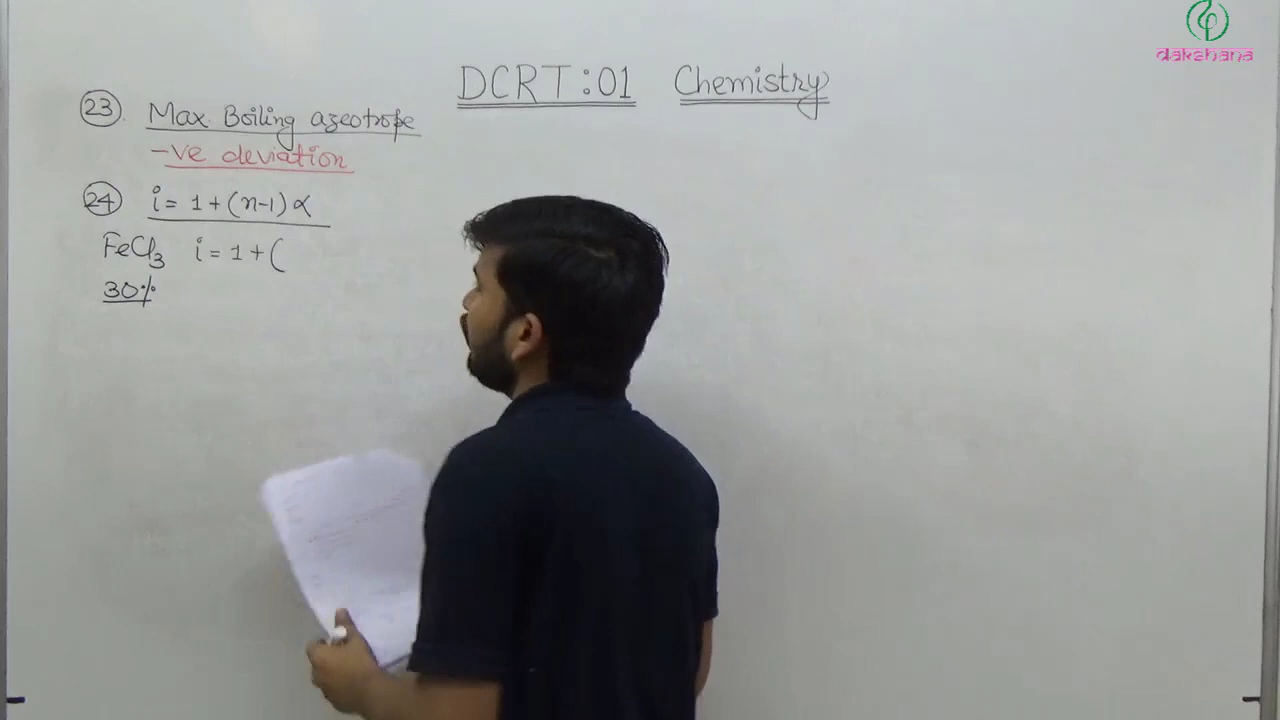 dakshana
DCRT:01 Chemistry
23 Max Boiling azeotrope
-ve deviation
24 i = 1 + (n-1) ∝
FeCl3 i = 1 + (
30%